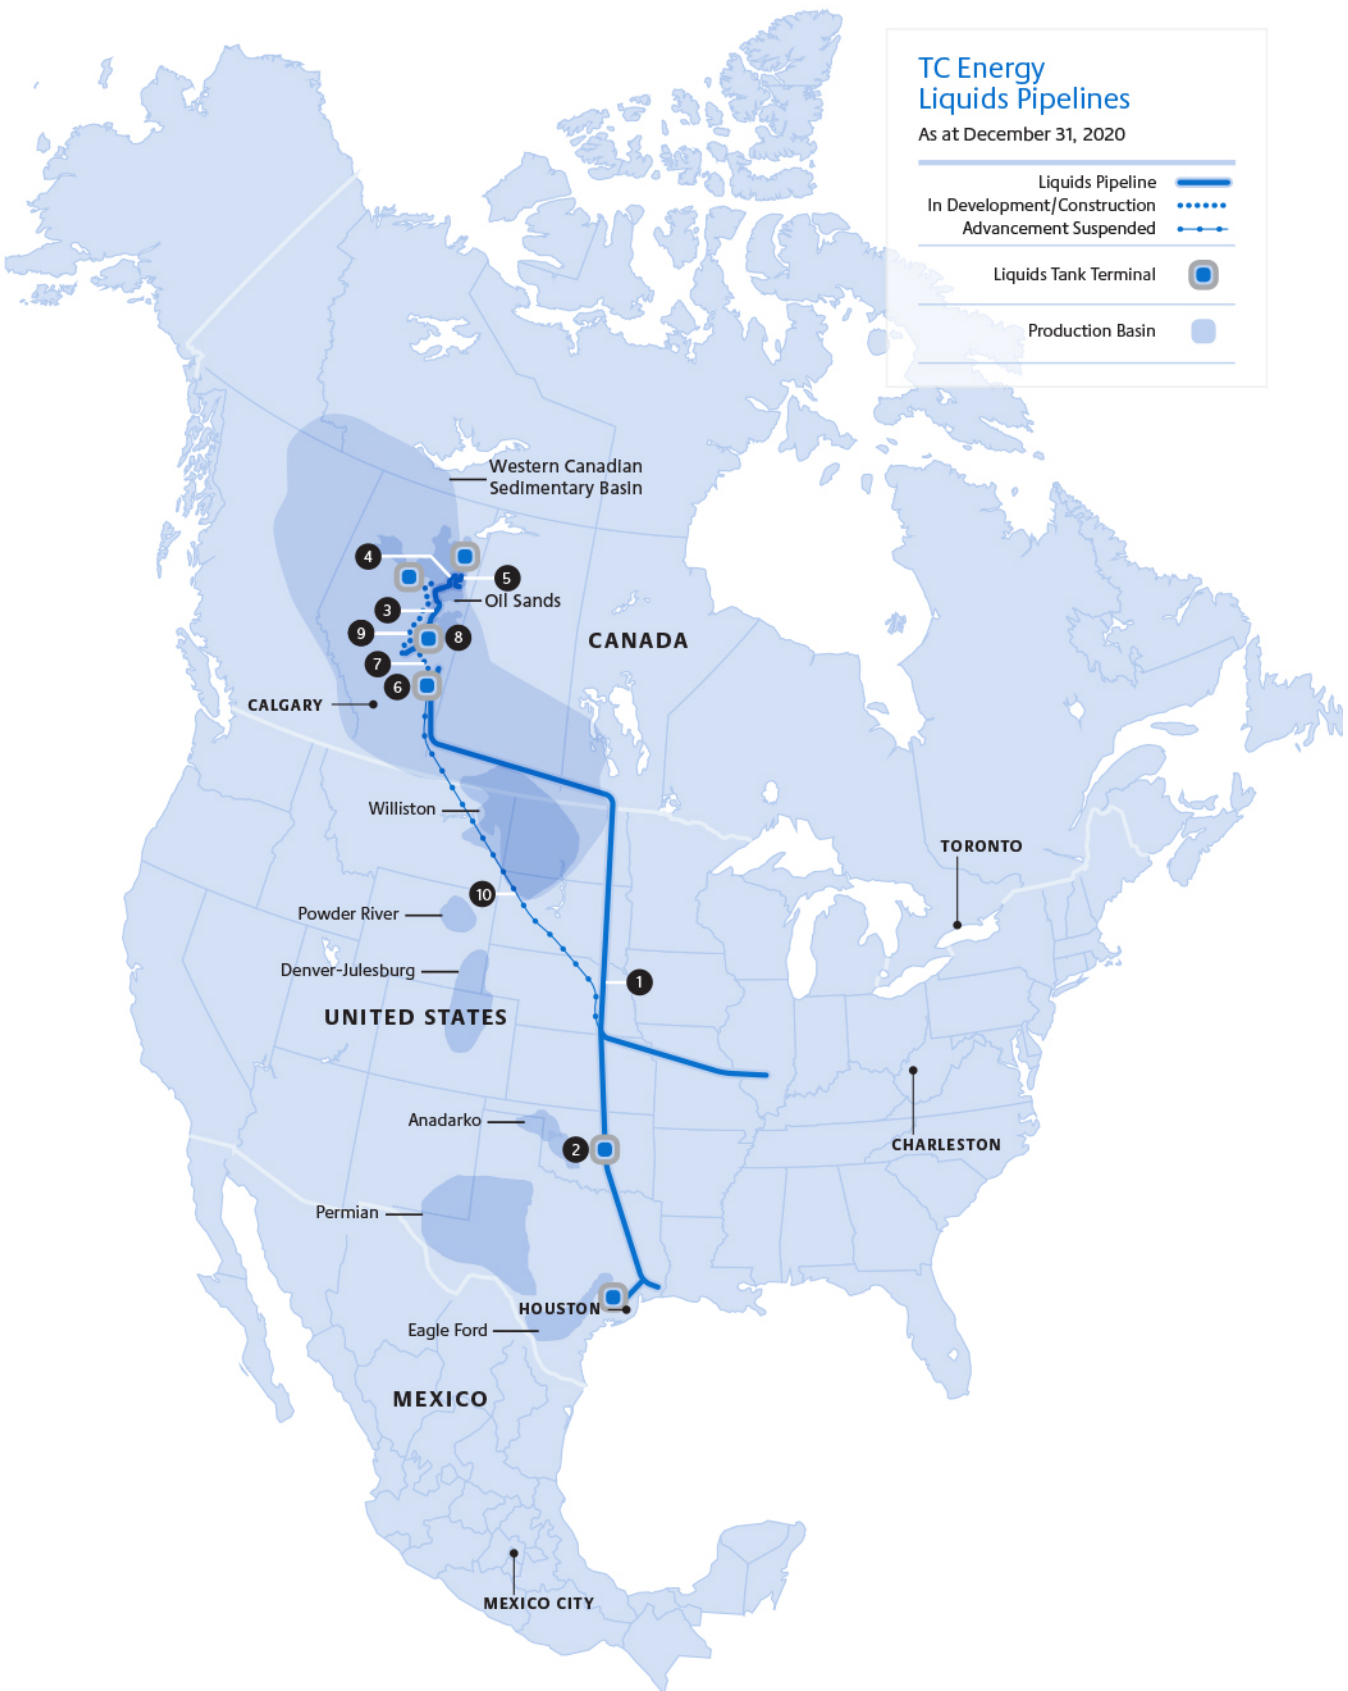 TC Energy
Liquids Pipelines
As at December 31, 2020
Liquids Pipeline
In Development/Construction
Advancement Suspended
Liquids Tank Terminal
Production Basin
Western Canadian
Sedimentary Basin
4
5
Oil Sands
3
9
8
CANADA
7
6
CALGARY
Williston
TORONTO
10
Powder River
Denver-Julesburg
1
UNITED STATES
Anadarko
2
CHARLESTON
Permian
HOUSTON
Eagle Ford
MEXICO
MEXICO CITY